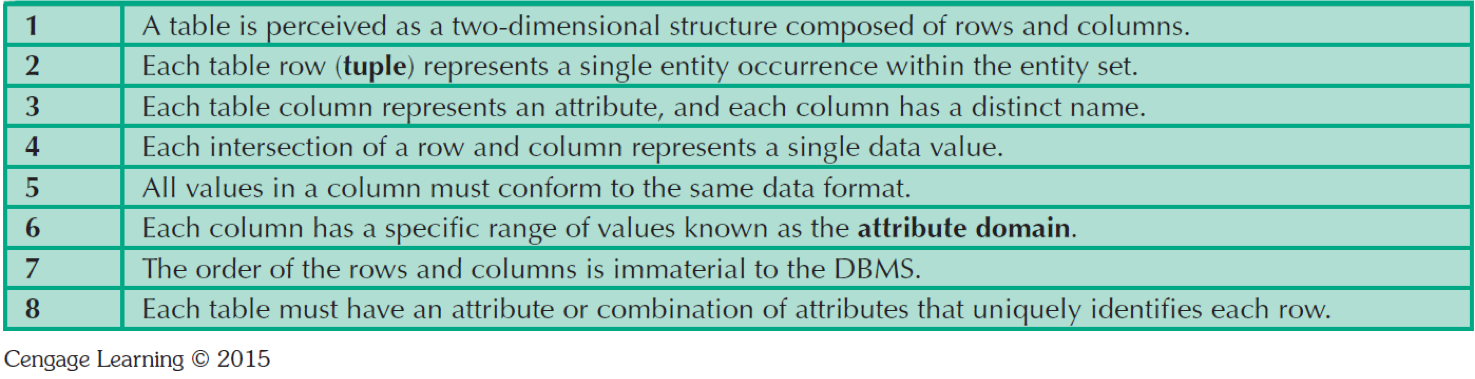 1 A table is perceived as a two-dimensional structure composed of rows and columns.
2 Each table row (tuple) represents a single entity occurrence within the entity set.
3 Each table column represents an attribute, and each column has a distinct name.
4 Each intersection of a row and column represents a single data value.
5 All values in a column must conform to the same data format.
6 Each column has a specific range of values known as the attribute domain.
7 The order of the rows and columns is immaterial to the DBMS.
8 Each table must have an attribute or combination of attributes that uniquely identifies each row.
Cengage Learning © 2015